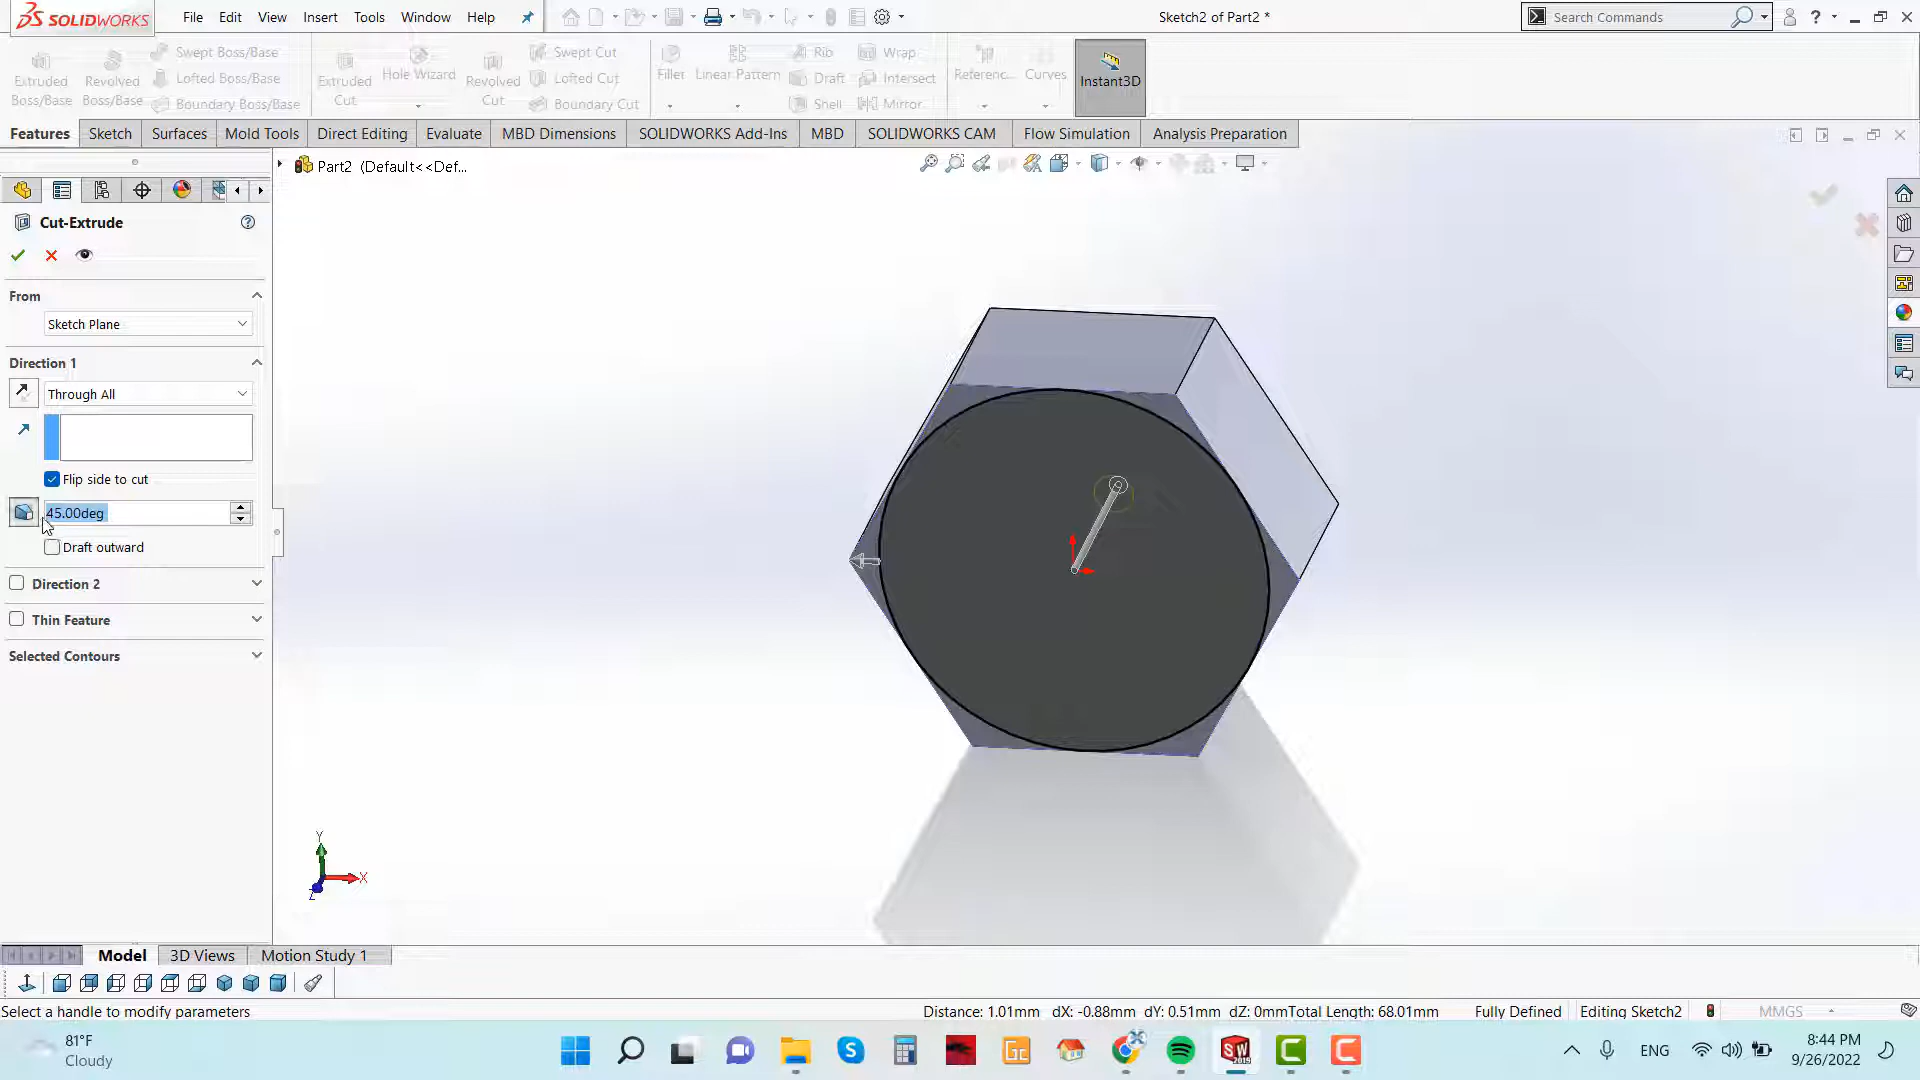 SOLIDWORKS
File Edit View Insert Tools Window Help
Sketch2 of Part2 *
Search Commands
Extruded Boss/Base
Revolved Boss/Base
Swept Boss/Base
Lofted Boss/Base
Boundary Boss/Base
Extruded Cut
Hole Wizard
Revolved Cut
Swept Cut
Lofted Cut
Boundary Cut
Fillet
Linear Pattern
Rib
Draft
Shell
Wrap
Intersect
Mirror
Referenc...
Curves
Instant3D
Features Sketch Surfaces Mold Tools Direct Editing Evaluate MBD Dimensions SOLIDWORKS Add-Ins MBD SOLIDWORKS CAM Flow Simulation Analysis Preparation
Part2 (Default<<Def...
Cut-Extrude
From
Sketch Plane
Direction 1
Through All
Flip side to cut
45.00deg
Draft outward
Direction 2
Thin Feature
Selected Contours
Y
X
Z
Model 3D Views Motion Study 1
Select a handle to modify parameters
Distance: 1.01mm dX: -0.88mm dY: 0.51mm dZ: 0mmTotal Length: 68.01mm Fully Defined Editing Sketch2 MMGS
81°F
Cloudy
Gc
SW
2019
ENG
8:44 PM
9/26/2022